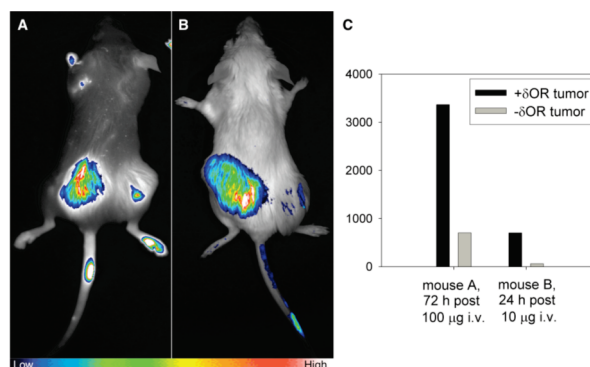 A
B
C
Low
High
4000
3000
2000
1000
0
+δOR tumor
-δOR tumor
mouse A,
72 h post
100 μg i.v.
mouse B,
24 h post
10 μg i.v.